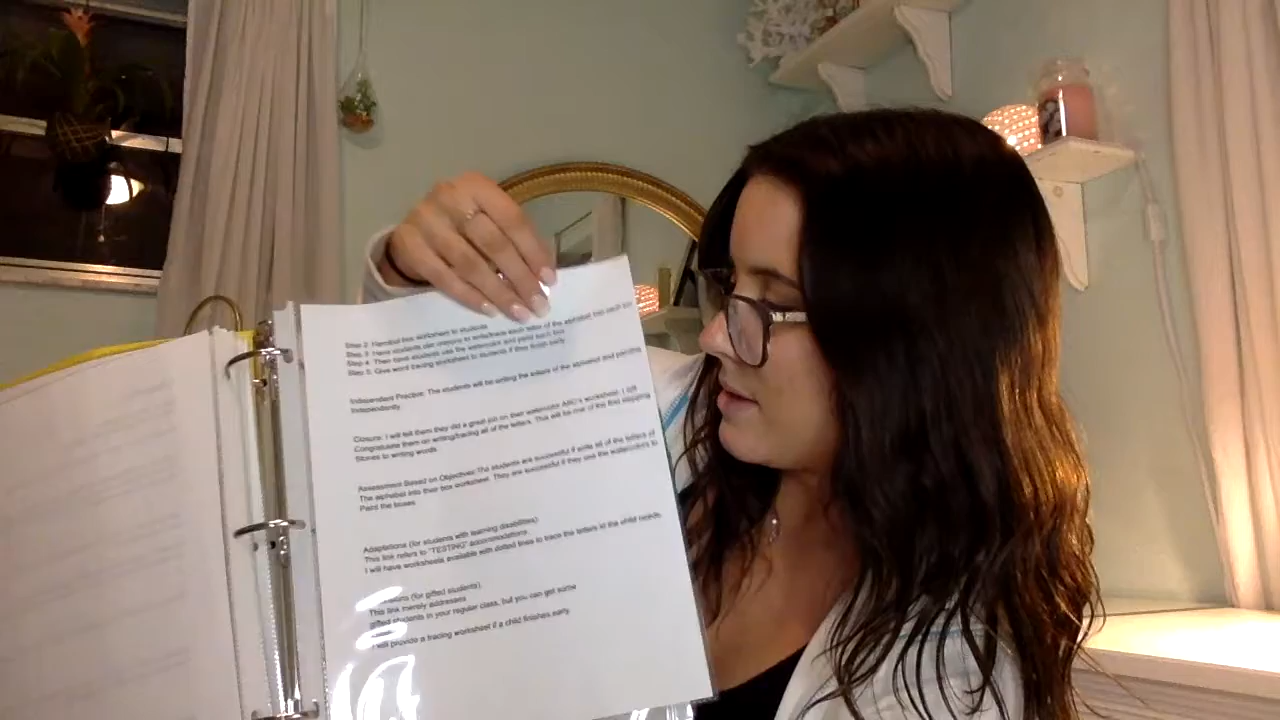 Step 2: Handout box worksheet to students
Step 3: Have students use crayons to write/trace each letter of the alphabet into each box
Step 4: Then have students use the watercolor and paint each box
Step 5: Give word tracing worksheet to students if they finish early
Independent Practice: The students will be writing the letters of the alphabet and painting
Independently
Closure: I will tell them they did a great job on their watercolor ABC's worksheet. I will
Congratulate them on writing/tracing all of the letters. This will be one of the first stepping
Stones to writing words
Assessment Based on Objectives:The students are successful if write all of the letters of
The alphabet into their box worksheet. They are successful if they use the watercolors to
Paint the boxes
Adaptations (for students with learning disabilities)
This link refers to "TESTING" accommodations
I will have worksheets available with dotted lines to trace the letters id the child needs
(for gifted students)
This link merely addresses
gifted students in your regular class, but you can get some
I will provide a tracing worksheet if a child finishes early